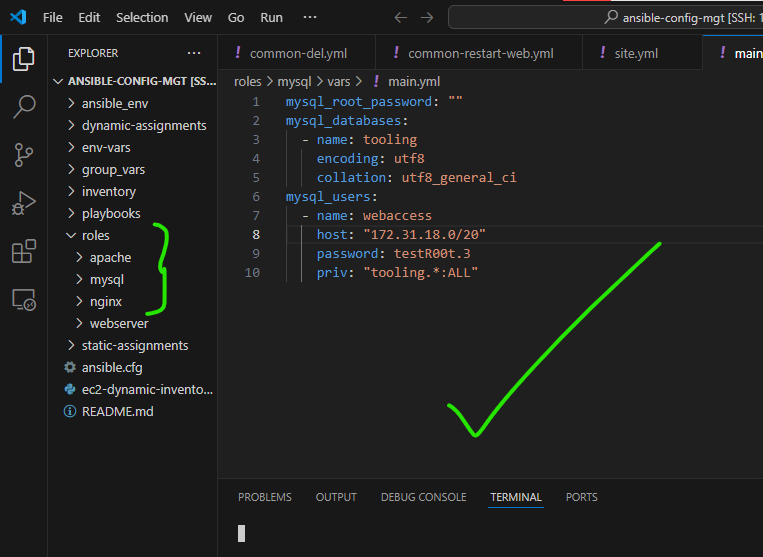 File Edit Selection View Go Run ··· ansible-config-mgt [SSH: 1
EXPLORER ···
ANSIBLE-CONFIG-MGT [SS...
ansible_env
dynamic-assignments
env-vars
group_vars
inventory
playbooks
roles
apache
mysql
nginx
webserver
static-assignments
ansible.cfg
ec2-dynamic-invento...
README.md
! common-del.yml ! common-restart-web.yml ! site.yml ! main
roles > mysql > vars > ! main.yml
1 mysql_root_password: ""
2 mysql_databases:
3 - name: tooling
4 encoding: utf8
5 collation: utf8_general_ci
6 mysql_users:
7 - name: webaccess
8 host: "172.31.18.0/20"
9 password: testR00t.3
10 priv: "tooling.*:ALL"
PROBLEMS OUTPUT DEBUG CONSOLE TERMINAL PORTS